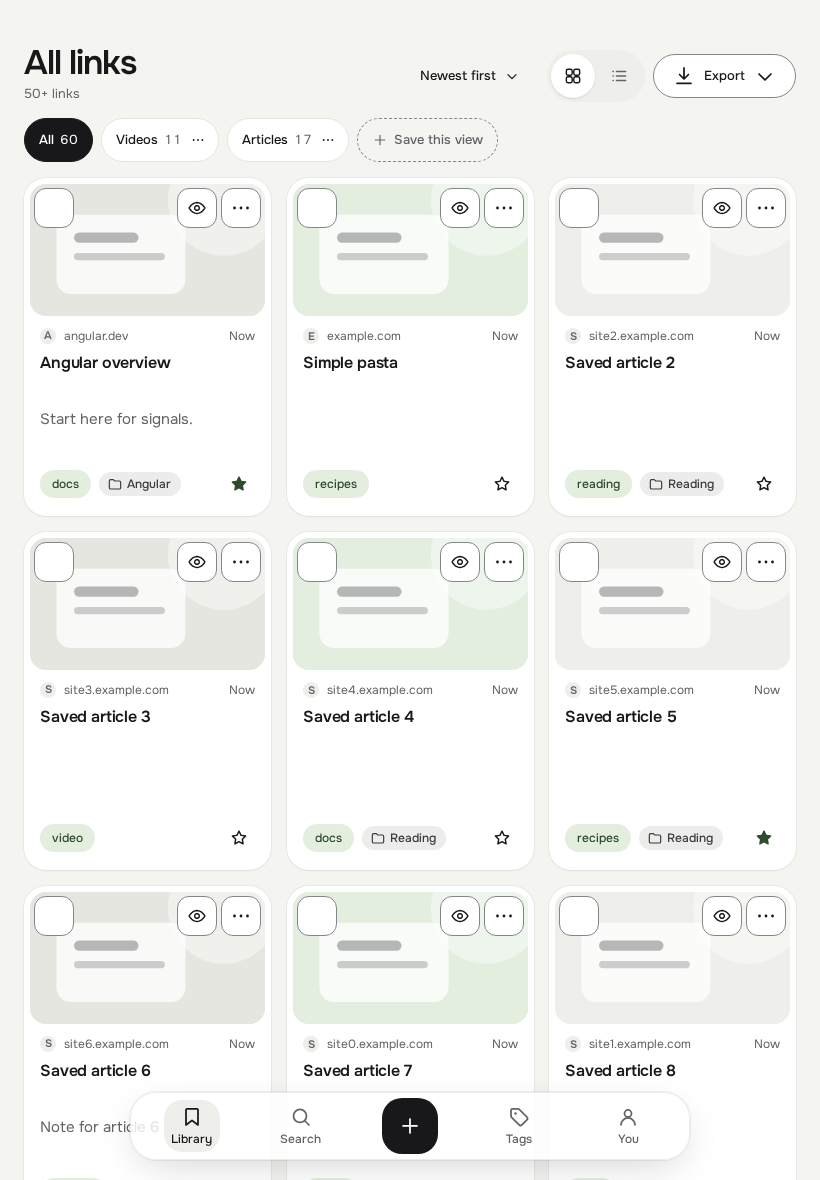 All links
50+ links
Newest first
Export
All 60
Videos 11
Articles 17
Save this view
A angular.dev Now
Angular overview
Start here for signals.
docs Angular
E example.com Now
Simple pasta
recipes
S site2.example.com Now
Saved article 2
reading Reading
S site3.example.com Now
Saved article 3
video
S site4.example.com Now
Saved article 4
docs Reading
S site5.example.com Now
Saved article 5
recipes Reading
S site6.example.com Now
Saved article 6
Note for article 6
S site0.example.com Now
Saved article 7
S site1.example.com Now
Saved article 8
Library
Search
Tags
You